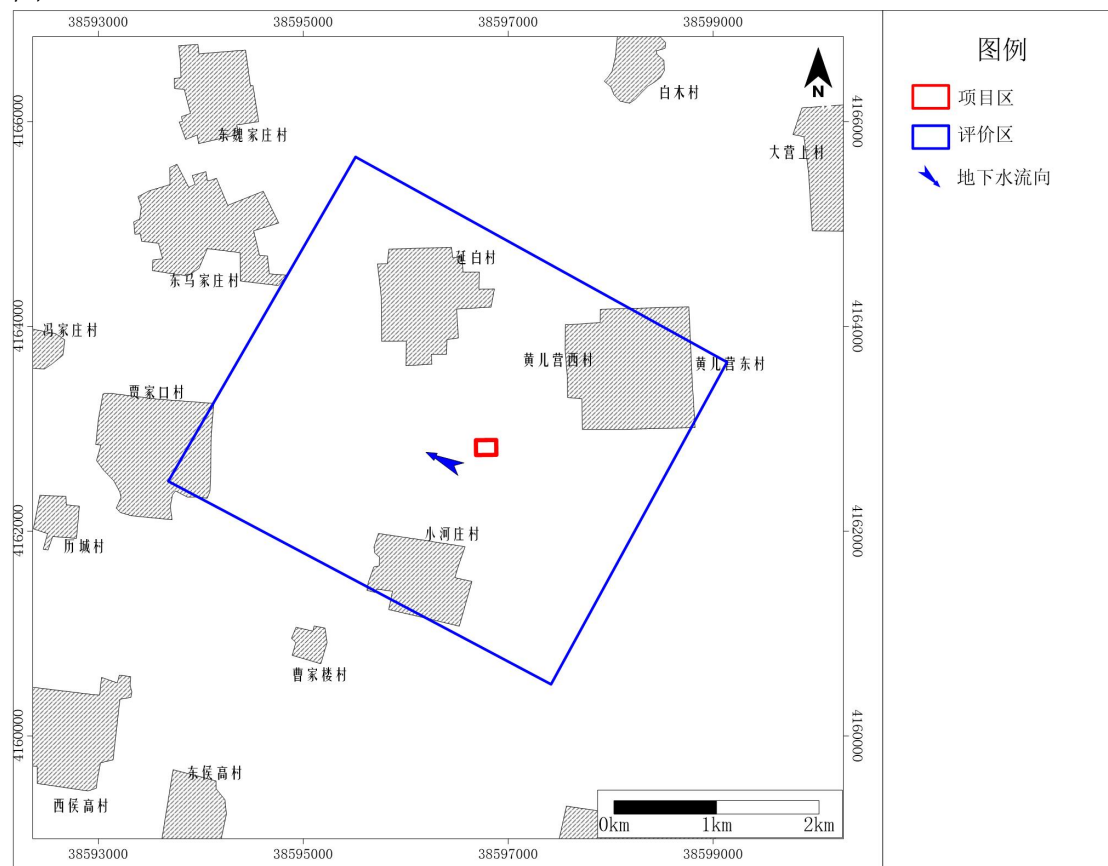 38593000
38595000
38597000
38599000
图例
项目区
评价区
地下水流向
N
白木村
东魏家庄村
4166000
4166000
大营上村
延白村
东马家庄村
4164000
4164000
冯家庄村
黄儿营西村
黄儿营东村
贾家口村
小河庄村
4162000
4162000
历城村
曹家楼村
4160000
4160000
东侯高村
西侯高村
0km
1km
2km
38593000
38595000
38597000
38599000